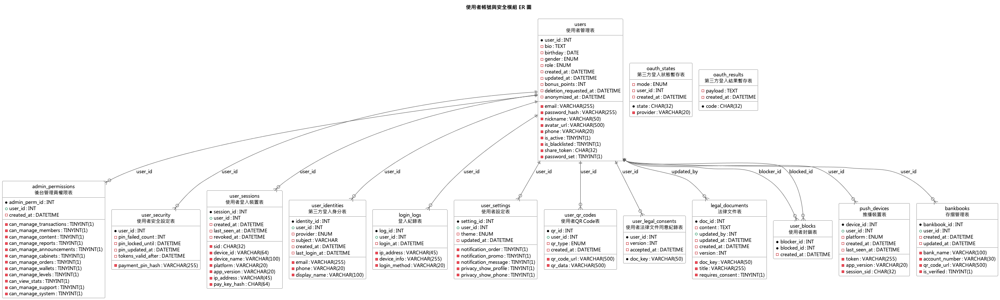 使用者帳號與安全模組 ER 圖
users
使用者管理表
user_id : INT
bio : TEXT
birthday : DATE
gender : ENUM
role : ENUM
created_at : DATETIME
updated_at : DATETIME
bonus_points : INT
deletion_requested_at : DATETIME
anonymized_at : DATETIME
email : VARCHAR(255)
password_hash : VARCHAR(255)
nickname : VARCHAR(50)
avatar_url : VARCHAR(500)
phone : VARCHAR(20)
is_active : TINYINT(1)
is_blacklisted : TINYINT(1)
share_token : CHAR(32)
password_set : TINYINT(1)
oauth_states
第三方登入狀態暫存表
mode : ENUM
user_id : INT
created_at : DATETIME
state : CHAR(32)
provider : VARCHAR(20)
oauth_results
第三方登入結果暫存表
payload : TEXT
created_at : DATETIME
code : CHAR(32)
user_id
user_id
user_id
user_id
user_id
user_id
user_id
user_id
updated_by
blocker_id
blocked_id
user_id
user_id
admin_permissions
後台管理員權限表
admin_perm_id : INT
user_id : INT
created_at : DATETIME
can_manage_transactions : TINYINT(1)
can_manage_members : TINYINT(1)
can_manage_content : TINYINT(1)
can_manage_reports : TINYINT(1)
can_manage_announcements : TINYINT(1)
can_manage_cabinets : TINYINT(1)
can_manage_orders : TINYINT(1)
can_manage_wallets : TINYINT(1)
can_manage_levels : TINYINT(1)
can_view_stats : TINYINT(1)
can_manage_support : TINYINT(1)
can_manage_system : TINYINT(1)
user_security
使用者安全設定表
user_id : INT
pin_failed_count : INT
pin_locked_until : DATETIME
pin_updated_at : DATETIME
tokens_valid_after : DATETIME
payment_pin_hash : VARCHAR(255)
user_sessions
使用者登入裝置表
session_id : INT
user_id : INT
created_at : DATETIME
last_seen_at : DATETIME
revoked_at : DATETIME
sid : CHAR(32)
device_id : VARCHAR(64)
device_name : VARCHAR(100)
platform : VARCHAR(20)
app_version : VARCHAR(20)
ip_address : VARCHAR(45)
pay_key_hash : CHAR(64)
user_identities
第三方登入身分表
identity_id : INT
user_id : INT
provider : ENUM
subject : VARCHAR
created_at : DATETIME
last_login_at : DATETIME
email : VARCHAR(255)
phone : VARCHAR(20)
display_name : VARCHAR(100)
login_logs
登入紀錄表
log_id : INT
user_id : INT
login_at : DATETIME
ip_address : VARCHAR(45)
device_info : VARCHAR(255)
login_method : VARCHAR(20)
user_settings
使用者設定表
setting_id : INT
user_id : INT
theme : ENUM
updated_at : DATETIME
notification_order : TINYINT(1)
notification_promo : TINYINT(1)
notification_message : TINYINT(1)
privacy_show_profile : TINYINT(1)
privacy_show_phone : TINYINT(1)
user_qr_codes
使用者QR Code表
qr_id : INT
user_id : INT
qr_type : ENUM
created_at : DATETIME
qr_code_url : VARCHAR(500)
qr_data : VARCHAR(500)
user_legal_consents
使用者法律文件同意紀錄表
user_id : INT
version : INT
accepted_at : DATETIME
doc_key : VARCHAR(50)
legal_documents
法律文件表
doc_id : INT
content : TEXT
updated_by : INT
updated_at : DATETIME
created_at : DATETIME
version : INT
doc_key : VARCHAR(50)
title : VARCHAR(255)
requires_consent : TINYINT(1)
user_blocks
使用者封鎖表
blocker_id : INT
blocked_id : INT
created_at : DATETIME
push_devices
推播裝置表
device_id : INT
user_id : INT
platform : ENUM
created_at : DATETIME
last_seen_at : DATETIME
token : VARCHAR(255)
app_version : VARCHAR(20)
session_sid : CHAR(32)
bankbooks
存摺管理表
bankbook_id : INT
user_id : INT
created_at : DATETIME
updated_at : DATETIME
bank_name : VARCHAR(100)
account_number : VARCHAR(30)
qr_code_url : VARCHAR(500)
is_verified : TINYINT(1)